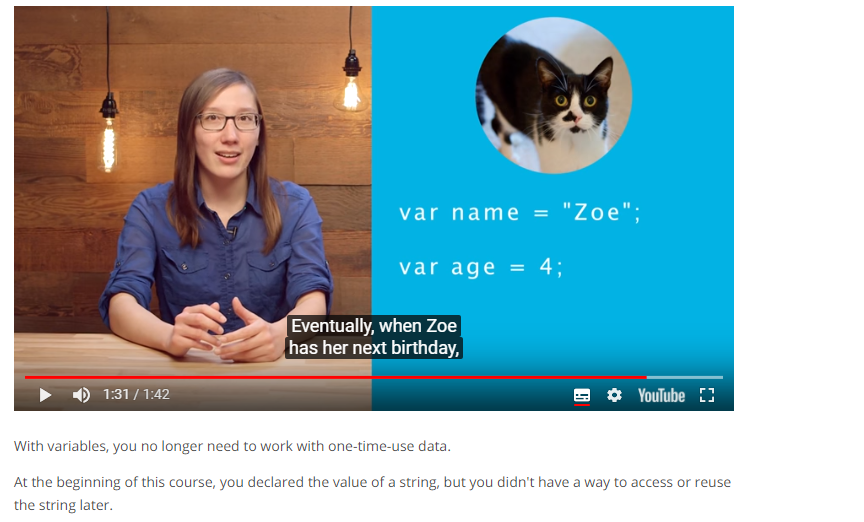 var name = "Zoe";
var age = 4;
Eventually, when Zoe
has her next birthday,
1:31 / 1:42
YouTube
With variables, you no longer need to work with one-time-use data.
At the beginning of this course, you declared the value of a string, but you didn't have a way to access or reuse
the string later.